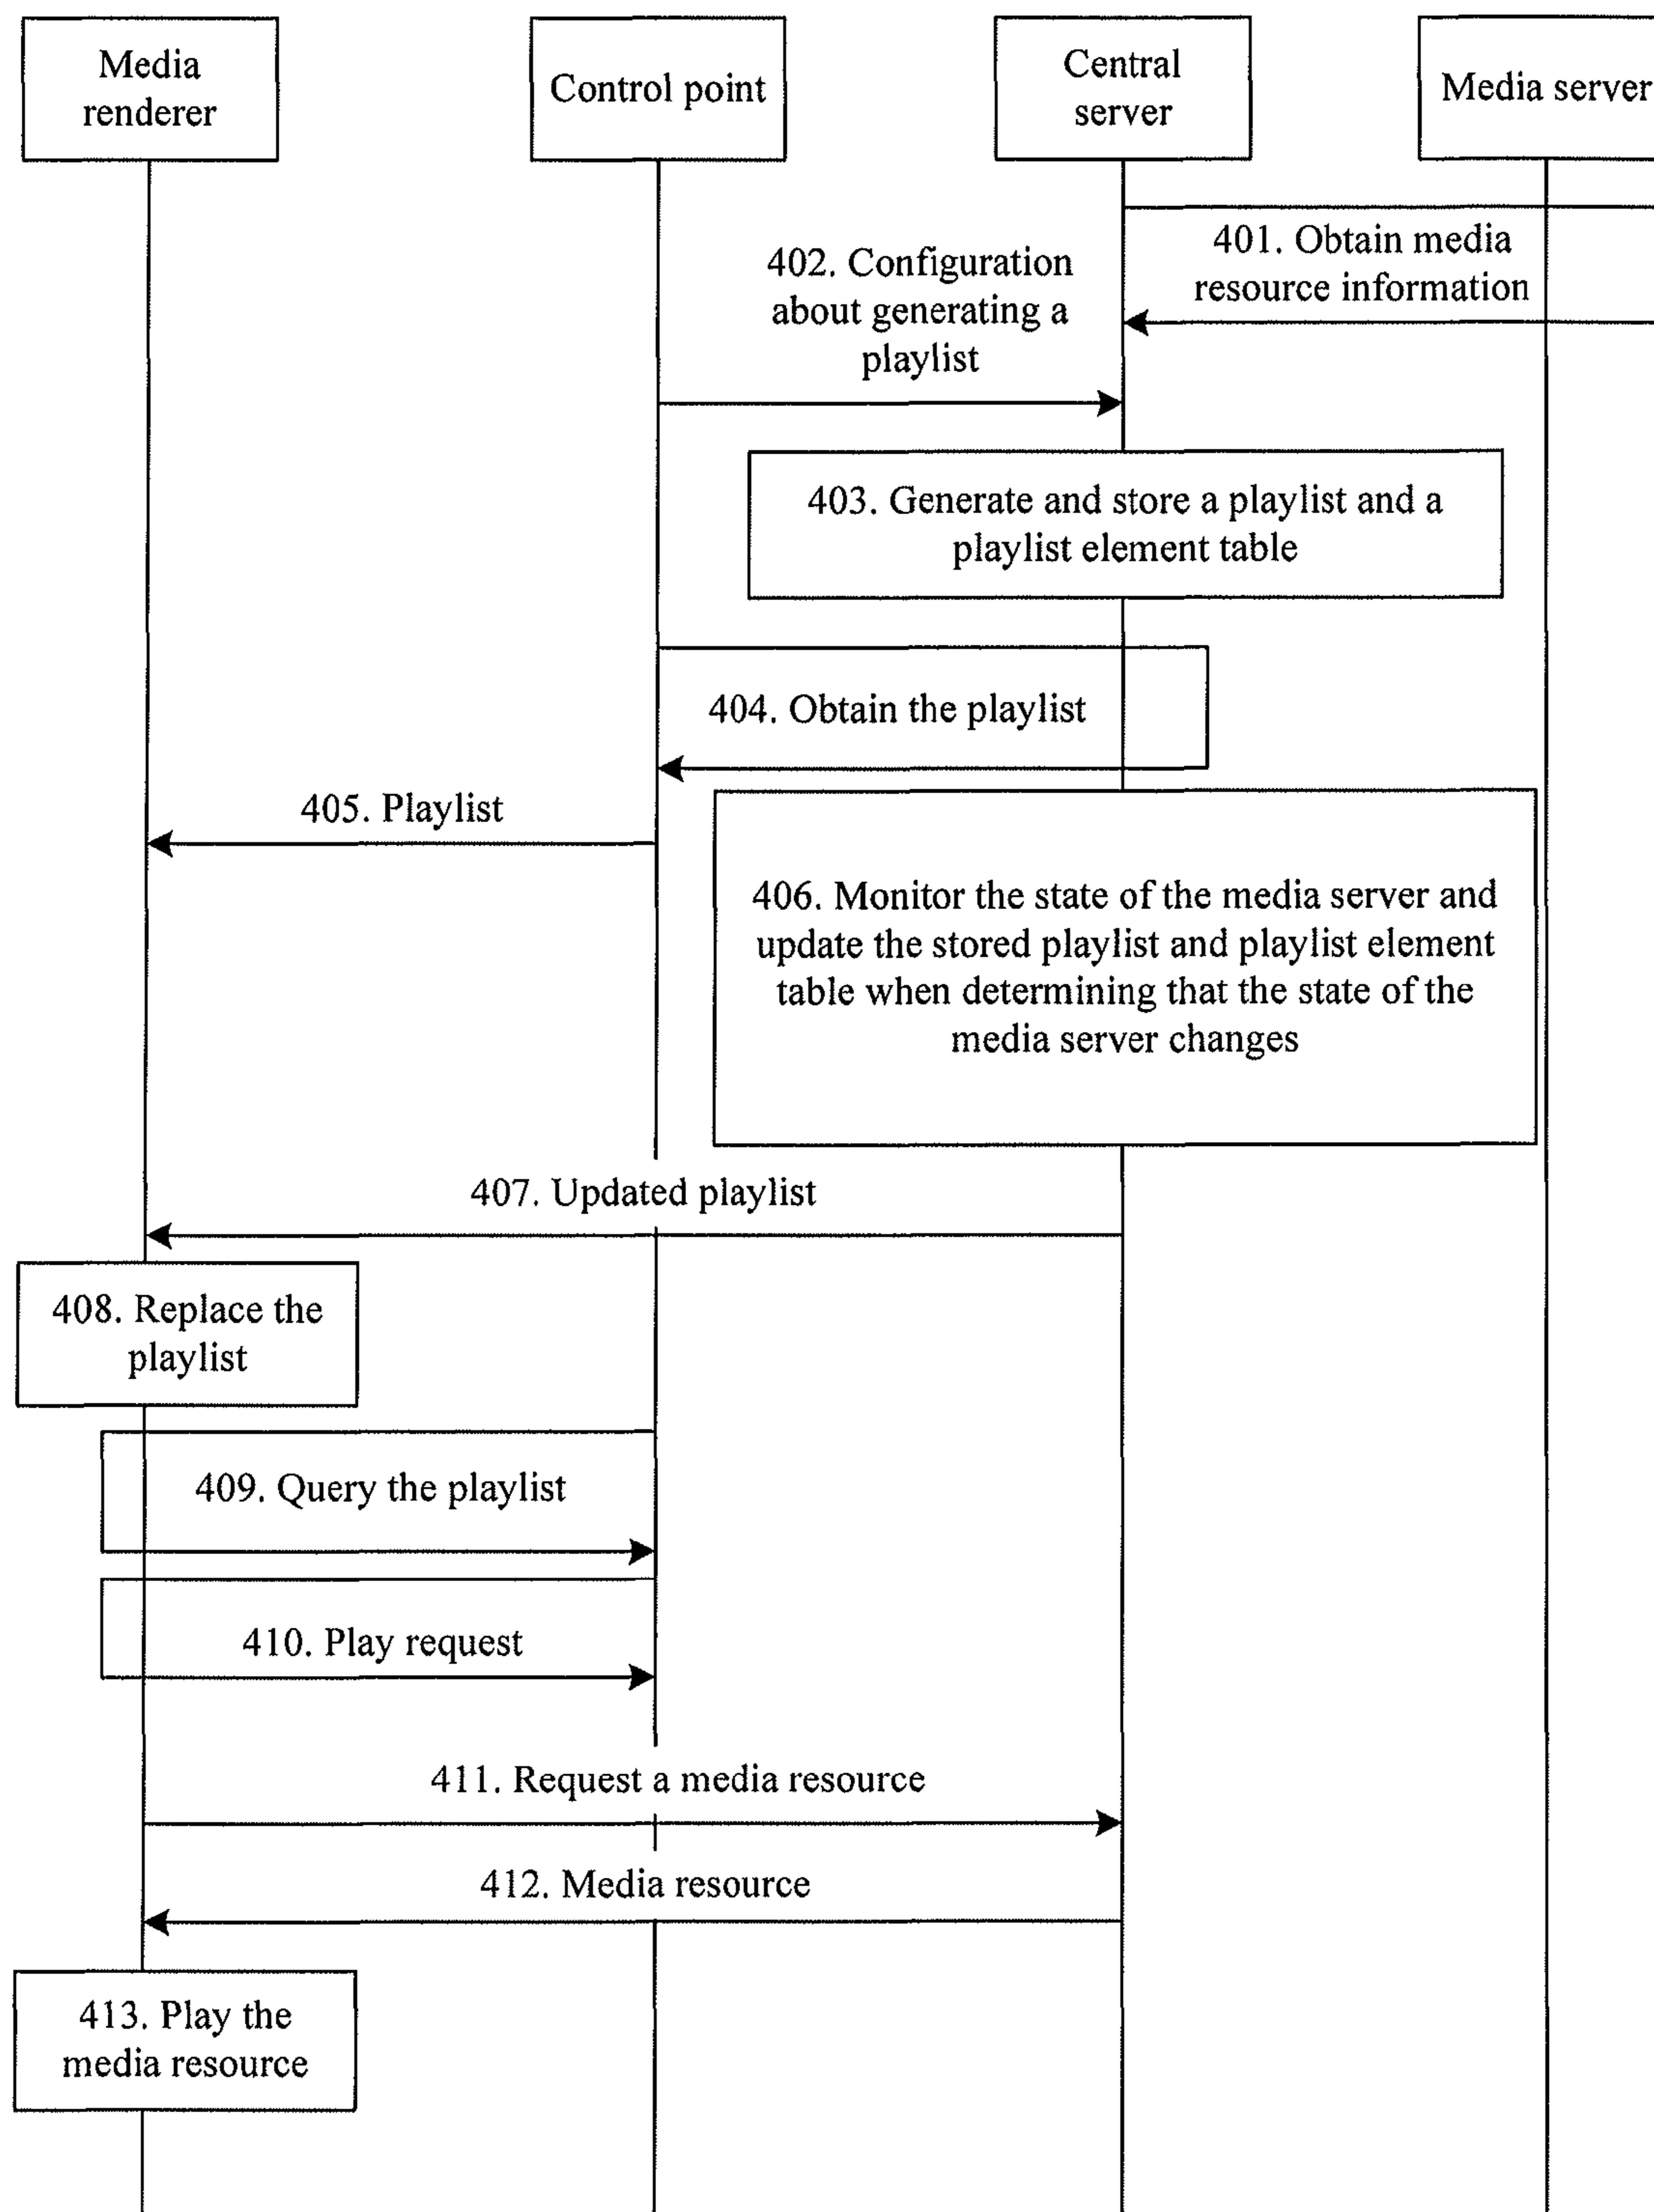 Media
renderer
Control point
Central
server
Media server
401. Obtain media
resource information
402. Configuration
about generating a
playlist
403. Generate and store a playlist and a
playlist element table
404. Obtain the playlist
405. Playlist
406. Monitor the state of the media server and
update the stored playlist and playlist element
table when determining that the state of the
media server changes
407. Updated playlist
408. Replace the
playlist
409. Query the playlist
410. Play request
411. Request a media resource
412. Media resource
413. Play the
media resource